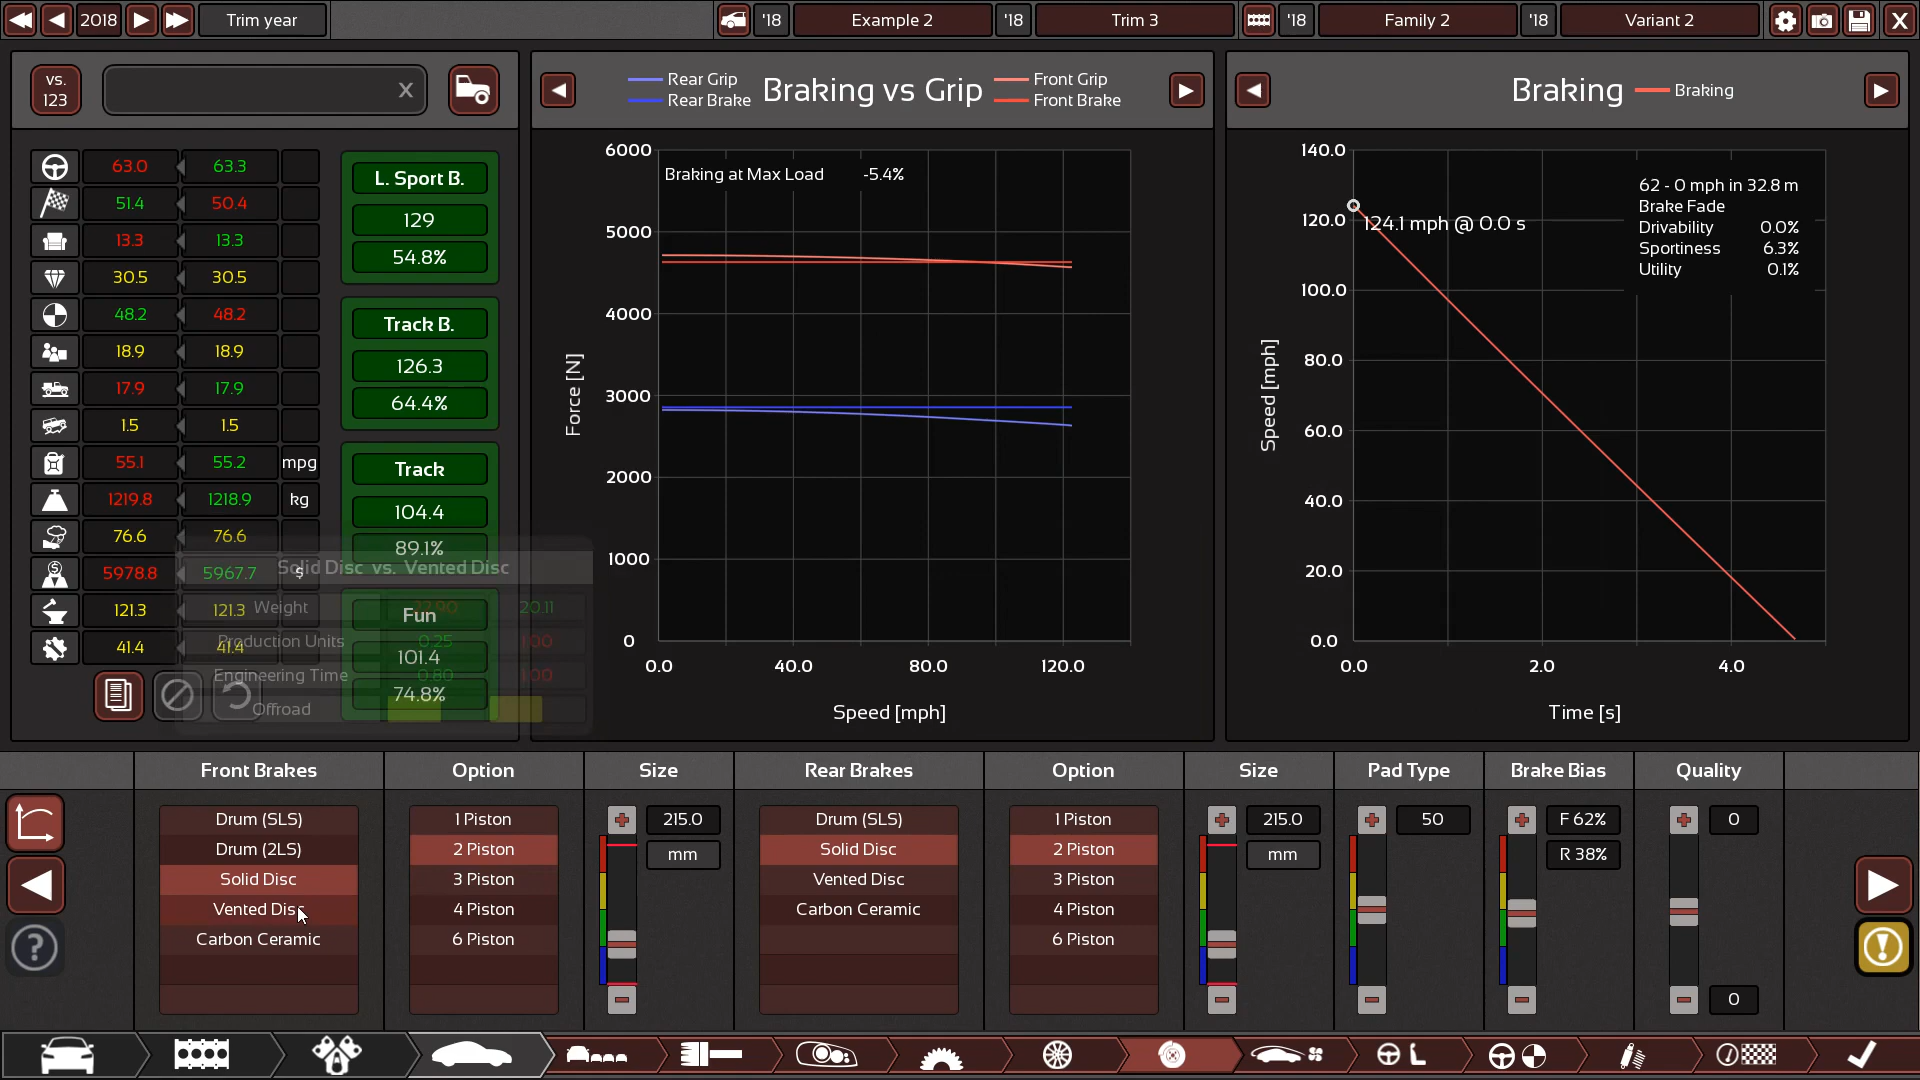 2018
Trim year
'18
Example 2
'18
Trim 3
'18
Family 2
'18
Variant 2
X
vs.
123
x
63.0 63.3
51.4 50.4
13.3 13.3
30.5 30.5
48.2 48.2
18.9 18.9
17.9 17.9
1.5 1.5
55.1 55.2 mpg
1219.8 1218.9 kg
76.6 76.6
5978.8 5967.7 $
121.3 121.3
41.4 41.4
L. Sport B.
129
54.8%
Track B.
126.3
64.4%
Track
104.4
89.1%
Fun
101.4
74.8%
Solid Disc vs. Vented Disc
Weight 20.11
Production Units 0.25 1.00
Engineering Time 0.80 1.00
Offroad
Rear Grip
Rear Brake
Braking vs Grip
Front Grip
Front Brake
Braking at Max Load -5.4%
6000
5000
4000
3000
2000
1000
0
Force [N]
0.0 40.0 80.0 120.0
Speed [mph]
Braking
Braking
62 - 0 mph in 32.8 m
Brake Fade
Drivability 0.0%
Sportiness 6.3%
Utility 0.1%
124.1 mph @ 0.0 s
140.0
120.0
100.0
80.0
60.0
40.0
20.0
0.0
Speed [mph]
0.0 2.0 4.0
Time [s]
Front Brakes
Drum (SLS)
Drum (2LS)
Solid Disc
Vented Disc
Carbon Ceramic
Option
1 Piston
2 Piston
3 Piston
4 Piston
6 Piston
Size
215.0
mm
Rear Brakes
Drum (SLS)
Solid Disc
Vented Disc
Carbon Ceramic
Option
1 Piston
2 Piston
3 Piston
4 Piston
6 Piston
Size
215.0
mm
Pad Type
50
Brake Bias
F 62%
R 38%
Quality
0
0
?